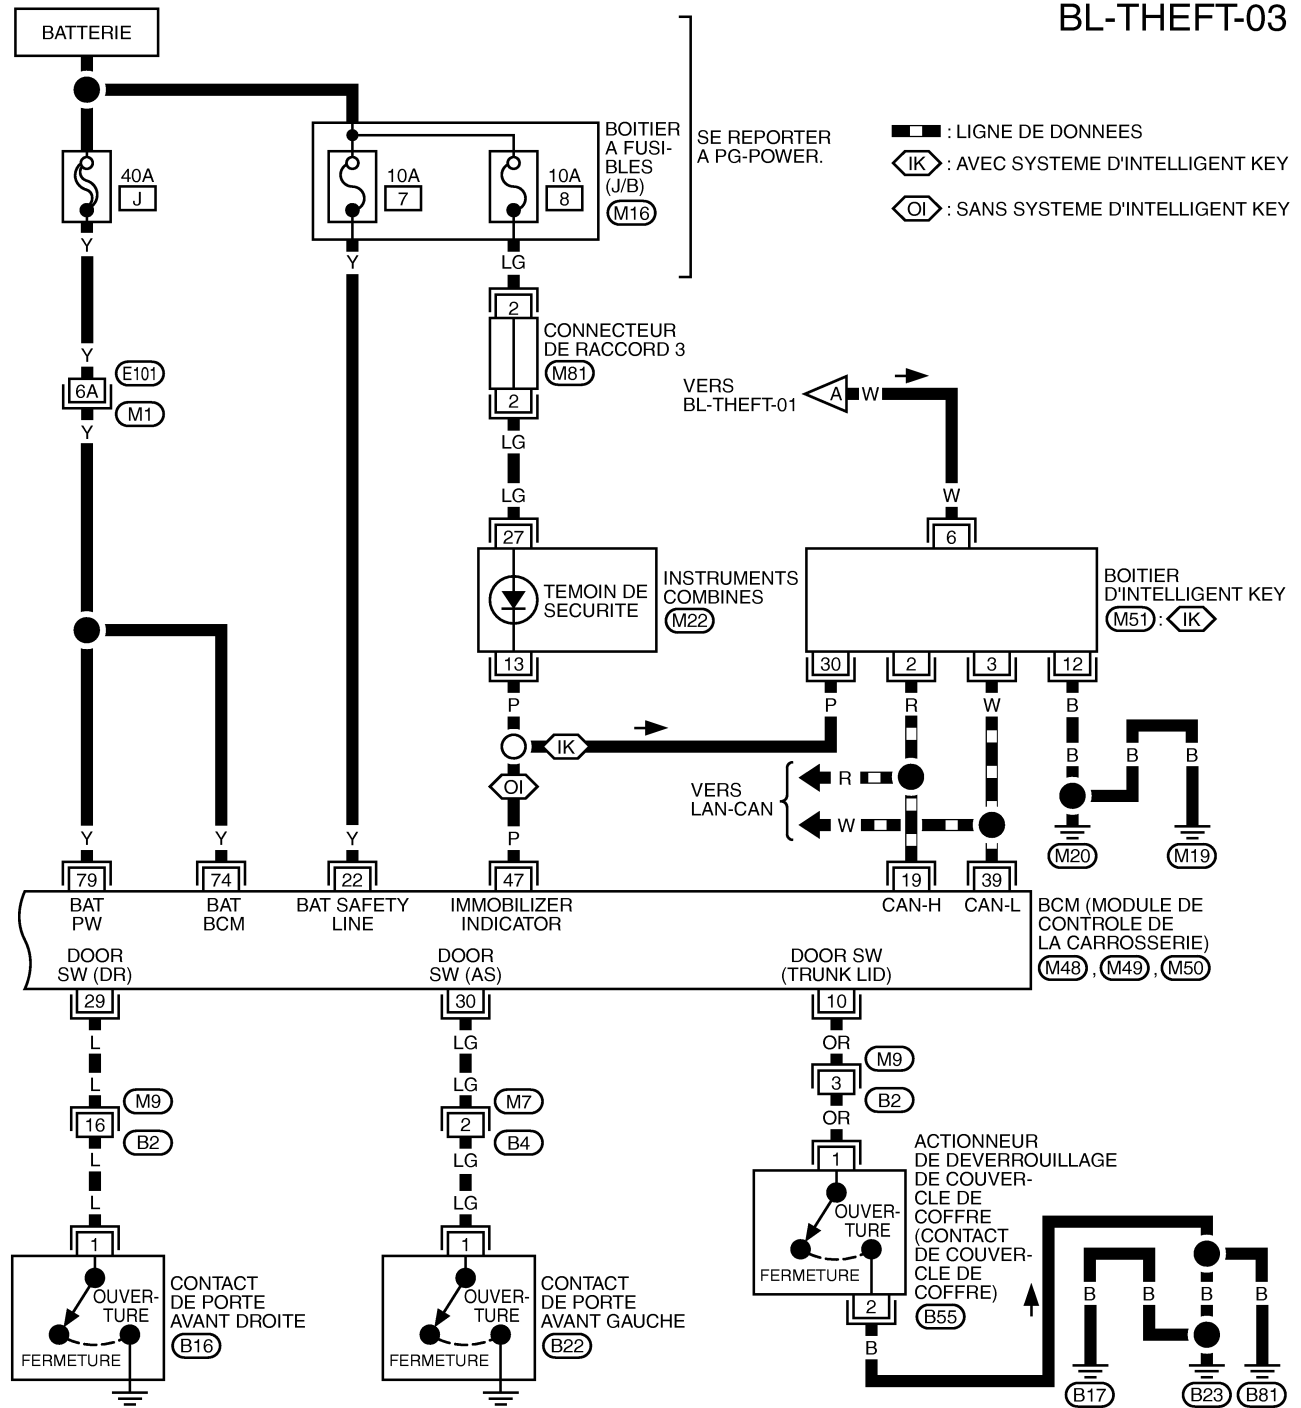 BL-THEFT-03
BATTERIE
BOITIER
A FUSI-
BLES
(J/B)
M16
SE REPORTER
A PG-POWER.
: LIGNE DE DONNEES
IK : AVEC SYSTEME D'INTELLIGENT KEY
OI : SANS SYSTEME D'INTELLIGENT KEY
40A
J
10A
7
10A
8
Y
Y
LG
2
CONNECTEUR
DE RACCORD 3
M81
2
Y
E101
6A
M1
Y
VERS
BL-THEFT-01
A
W
LG
LG
W
27
6
TEMOIN DE
SECURITE
INSTRUMENTS
COMBINES
M22
BOITIER
D'INTELLIGENT KEY
M51 : IK
13
30
2
3
12
P
P
R
W
B
IK
B
B
B
OI
VERS
LAN-CAN
R
W
M20
M19
Y
Y
Y
P
79
74
22
47
19
39
BAT
PW
BAT
BCM
BAT SAFETY
LINE
IMMOBILIZER
INDICATOR
CAN-H
CAN-L
BCM (MODULE DE
CONTROLE DE
LA CARROSSERIE)
M48 , M49 , M50
DOOR
SW (DR)
DOOR
SW (AS)
DOOR SW
(TRUNK LID)
29
30
10
L
LG
OR
L
LG
M9
3
B2
OR
M9
16
B2
M7
2
B4
L
LG
L
LG
1
1
1
OUVER-
TURE
FERMETURE
CONTACT
DE PORTE
AVANT DROITE
B16
OUVER-
TURE
FERMETURE
CONTACT
DE PORTE
AVANT GAUCHE
B22
OUVER-
TURE
FERMETURE
ACTIONNEUR
DE DEVERROUILLAGE
DE COUVER-
CLE DE
COFFRE
(CONTACT
DE COUVER-
CLE DE
COFFRE)
B55
2
B
B
B
B
B
B17
B23
B81